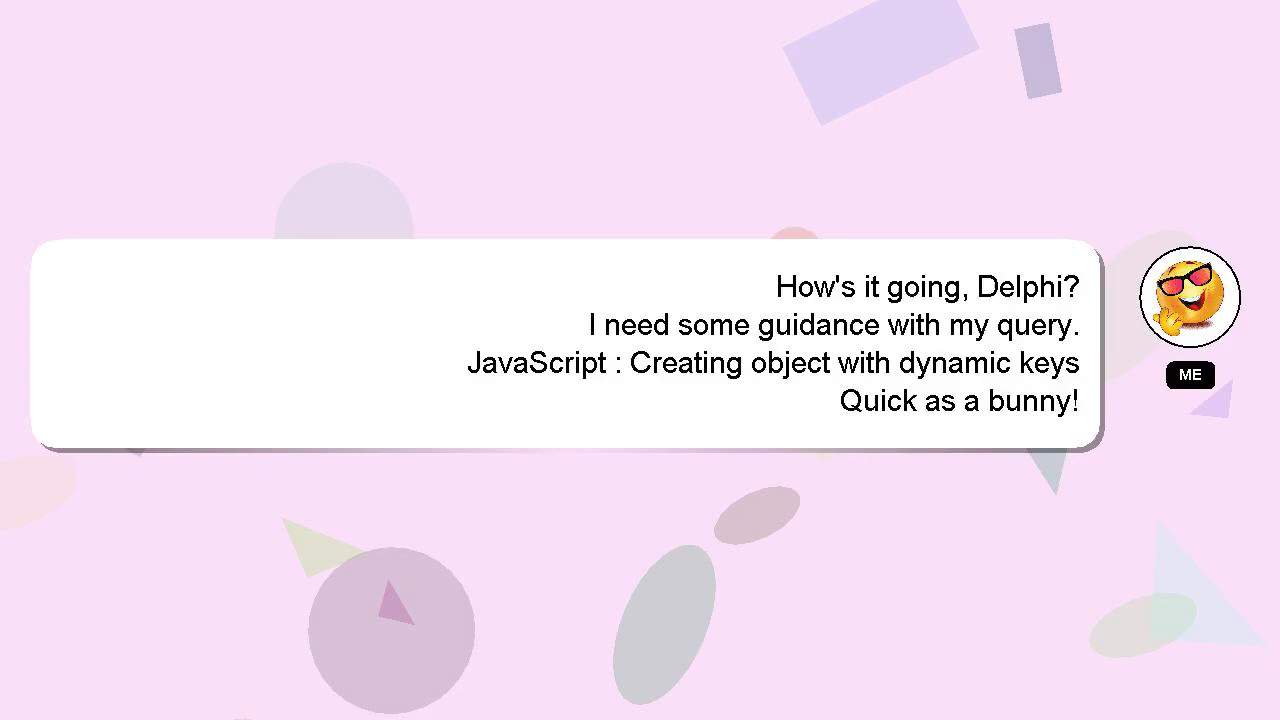 How's it going, Delphi?
I need some guidance with my query.
JavaScript : Creating object with dynamic keys
Quick as a bunny!
ME